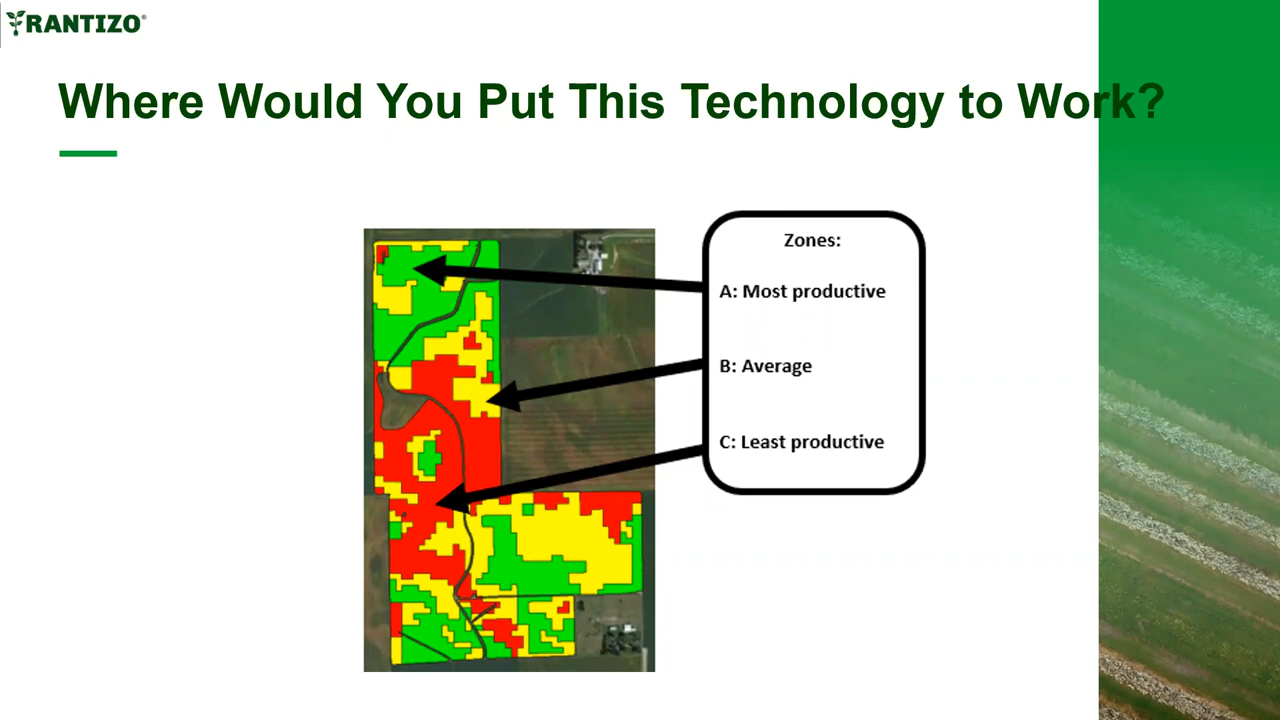 RANTIZO®
Where Would You Put This Technology to Work?
Zones:
A: Most productive
B: Average
C: Least productive